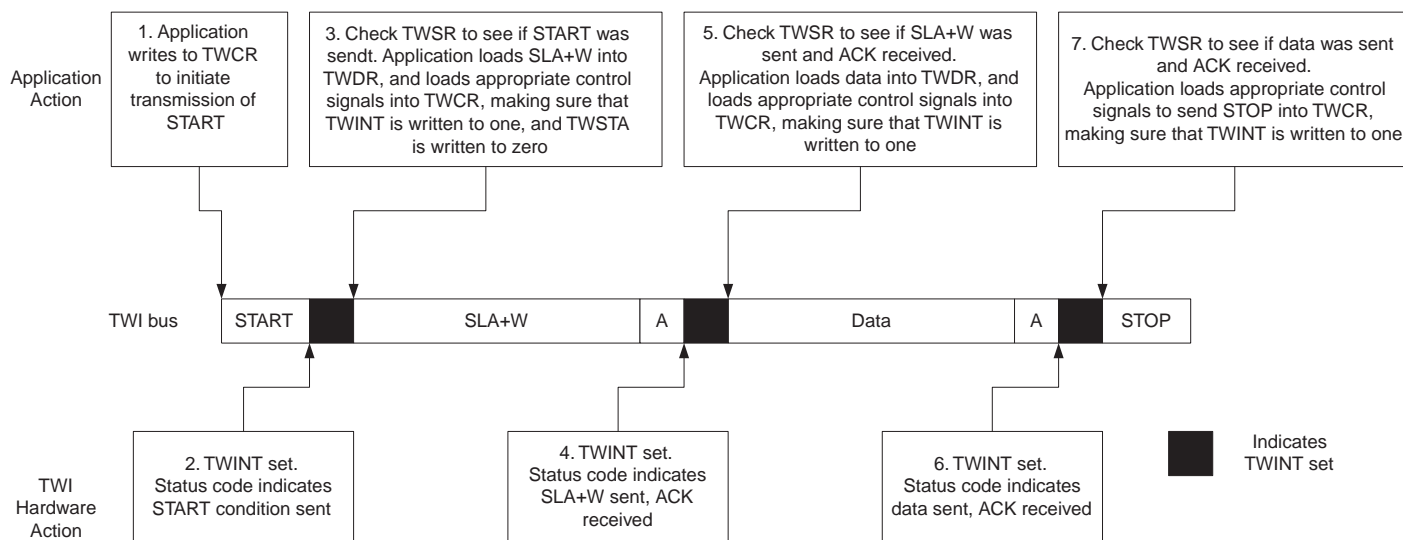 1. Application
writes to TWCR
to initiate
transmission of
START
3. Check TWSR to see if START was
sendt. Application loads SLA+W into
TWDR, and loads appropriate control
signals into TWCR, making sure that
TWINT is written to one, and TWSTA
is written to zero
5. Check TWSR to see if SLA+W was
sent and ACK received.
Application loads data into TWDR, and
loads appropriate control signals into
TWCR, making sure that TWINT is
written to one
7. Check TWSR to see if data was sent
and ACK received.
Application loads appropriate control
signals to send STOP into TWCR,
making sure that TWINT is written to one
Application
Action
TWI bus
START
SLA+W
A
Data
A
STOP
2. TWINT set.
Status code indicates
START condition sent
4. TWINT set.
Status code indicates
SLA+W sent, ACK
received
6. TWINT set.
Status code indicates
data sent, ACK received
Indicates
TWINT set
TWI
Hardware
Action